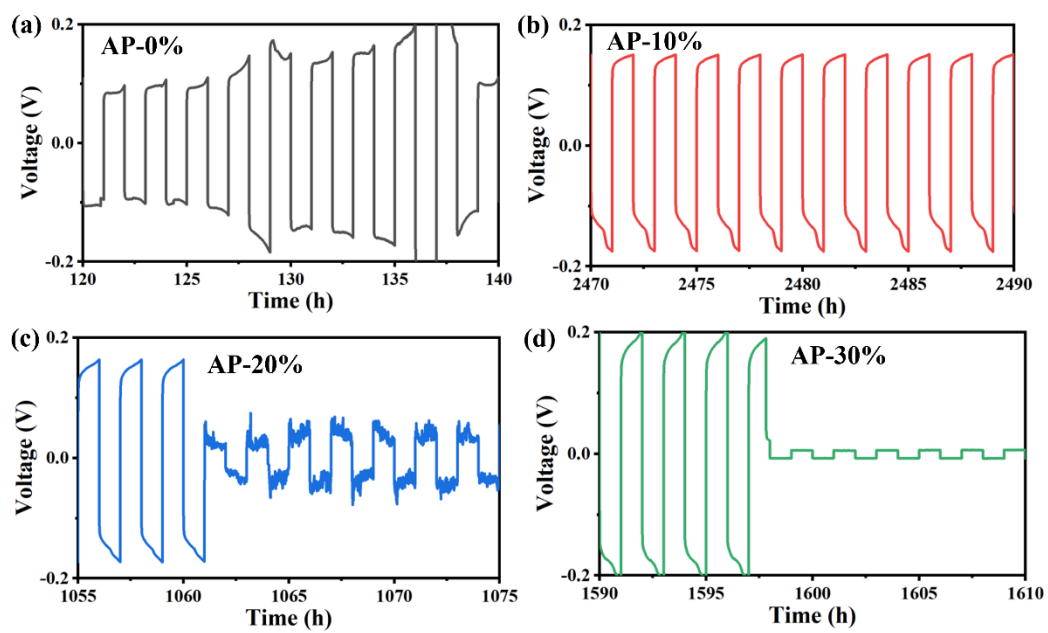 (a)
AP-0%
0.2
0.0
-0.2
Voltage (V)
120 125 130 135 140
Time (h)
(b)
AP-10%
0.2
0.0
-0.2
Voltage (V)
2470 2475 2480 2485 2490
Time (h)
(c)
AP-20%
0.2
0.0
-0.2
Voltage (V)
1055 1060 1065 1070 1075
Time (h)
(d)
AP-30%
0.2
0.0
-0.2
Voltage (V)
1590 1595 1600 1605 1610
Time (h)